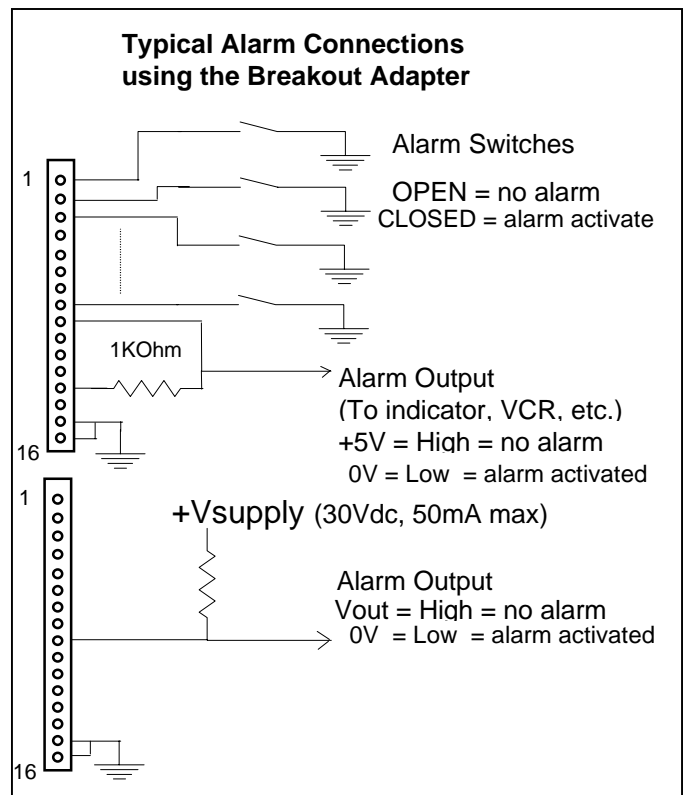 Typical Alarm Connections
using the Breakout Adapter
Alarm Switches
1
OPEN = no alarm
CLOSED = alarm activate
1KOhm
Alarm Output
(To indicator, VCR, etc.)
+5V = High = no alarm
16
0V = Low = alarm activated
1
+Vsupply (30Vdc, 50mA max)
Alarm Output
Vout = High = no alarm
0V = Low = alarm activated
16